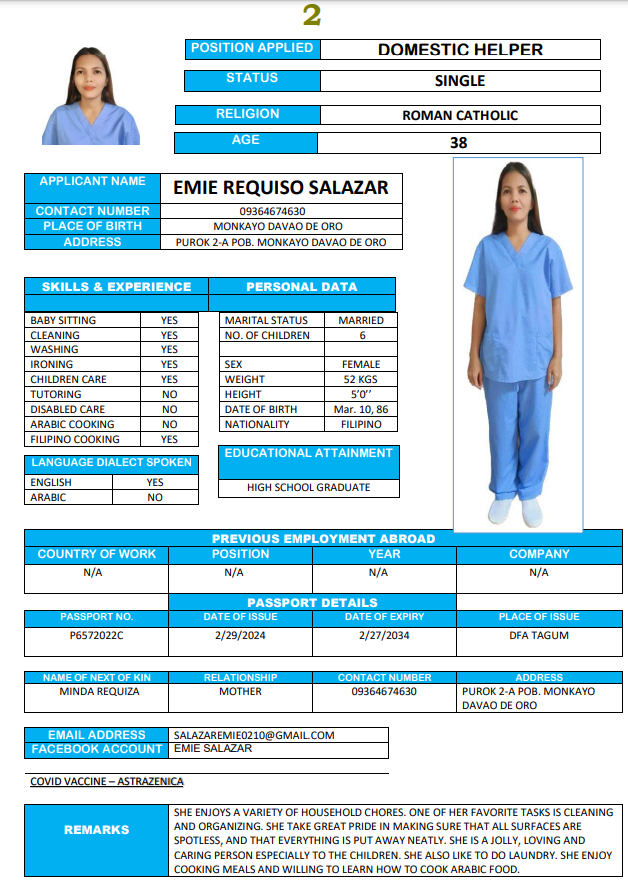 2
POSITION APPLIED DOMESTIC HELPER
STATUS SINGLE
RELIGION ROMAN CATHOLIC
AGE 38
APPLICANT NAME EMIE REQUISO SALAZAR
CONTACT NUMBER 09364674630
PLACE OF BIRTH MONKAYO DAVAO DE ORO
ADDRESS PUROK 2-A POB. MONKAYO DAVAO DE ORO
SKILLS & EXPERIENCE PERSONAL DATA
BABY SITTING YES MARITAL STATUS MARRIED
CLEANING YES NO. OF CHILDREN 6
WASHING YES
IRONING YES SEX FEMALE
CHILDREN CARE YES WEIGHT 52 KGS
TUTORING NO HEIGHT 5’0’’
DISABLED CARE NO DATE OF BIRTH Mar. 10, 86
ARABIC COOKING NO NATIONALITY FILIPINO
FILIPINO COOKING YES
EDUCATIONAL ATTAINMENT
LANGUAGE DIALECT SPOKEN
ENGLISH YES HIGH SCHOOL GRADUATE
ARABIC NO
PREVIOUS EMPLOYMENT ABROAD
COUNTRY OF WORK POSITION YEAR COMPANY
N/A N/A N/A N/A
PASSPORT DETAILS
PASSPORT NO. DATE OF ISSUE DATE OF EXPIRY PLACE OF ISSUE
P6572022C 2/29/2024 2/27/2034 DFA TAGUM
NAME OF NEXT OF KIN RELATIONSHIP CONTACT NUMBER ADDRESS
MINDA REQUIZA MOTHER 09364674630 PUROK 2-A POB. MONKAYO
DAVAO DE ORO
EMAIL ADDRESS SALAZAREMIE0210@GMAIL.COM
FACEBOOK ACCOUNT EMIE SALAZAR
COVID VACCINE – ASTRAZENICA
REMARKS
SHE ENJOYS A VARIETY OF HOUSEHOLD CHORES. ONE OF HER FAVORITE TASKS IS CLEANING
AND ORGANIZING. SHE TAKE GREAT PRIDE IN MAKING SURE THAT ALL SURFACES ARE
SPOTLESS, AND THAT EVERYTHING IS PUT AWAY NEATLY. SHE IS A JOLLY, LOVING AND
CARING PERSON ESPECIALLY TO THE CHILDREN. SHE ALSO LIKE TO DO LAUNDRY. SHE ENJOY
COOKING MEALS AND WILLING TO LEARN HOW TO COOK ARABIC FOOD.